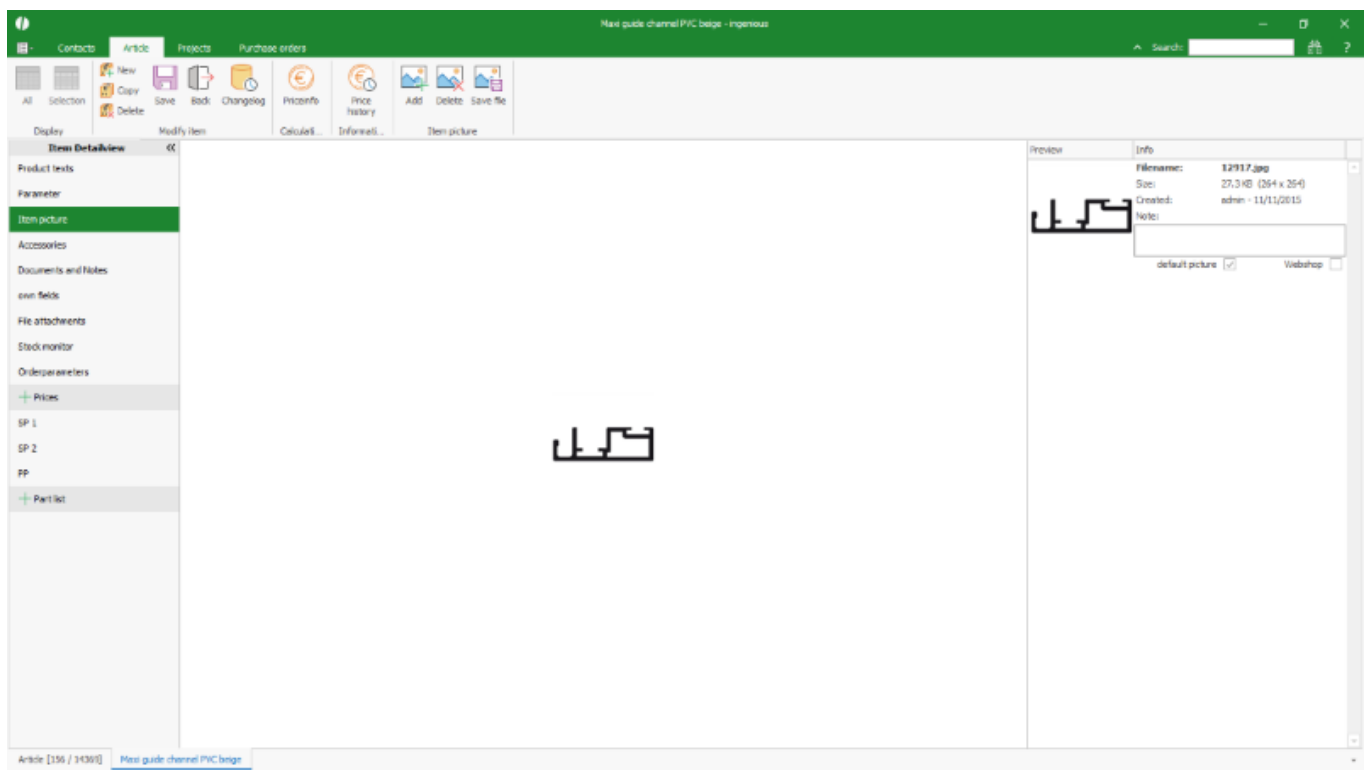 Maxi guide channel PVC beige - ingenious
Contacts Article Projects Purchase orders Search: ?
All Selection New Copy Delete Save Back Changelog Priceinfo Price history Add Delete Save file
Display Modify item Calculati... Informati... Item picture
Item Detailview «
Product texts
Parameter
Item picture
Accessories
Documents and Notes
own fields
File attachments
Stock monitor
Orderparameters
Prices
SP 1
SP 2
PP
Part list
Preview Info
Filename: 12917.jpg
Size: 27,3 KB (264 x 264)
Created: admin - 11/11/2015
Note:
default picture Webshop
Article [156 / 14369] Maxi guide channel PVC beige